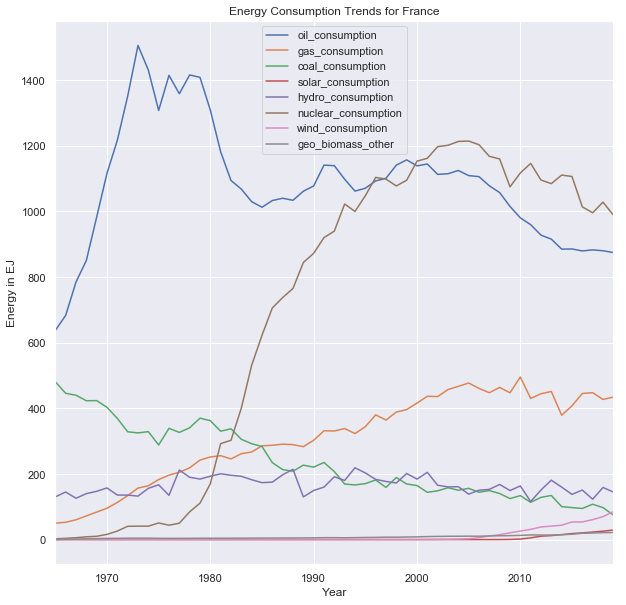 Energy Consumption Trends for France
oil_consumption
gas_consumption
coal_consumption
solar_consumption
hydro_consumption
nuclear_consumption
wind_consumption
geo_biomass_other
Energy in EJ
1400
1200
1000
800
600
400
200
0
1970 1980 1990 2000 2010
Year